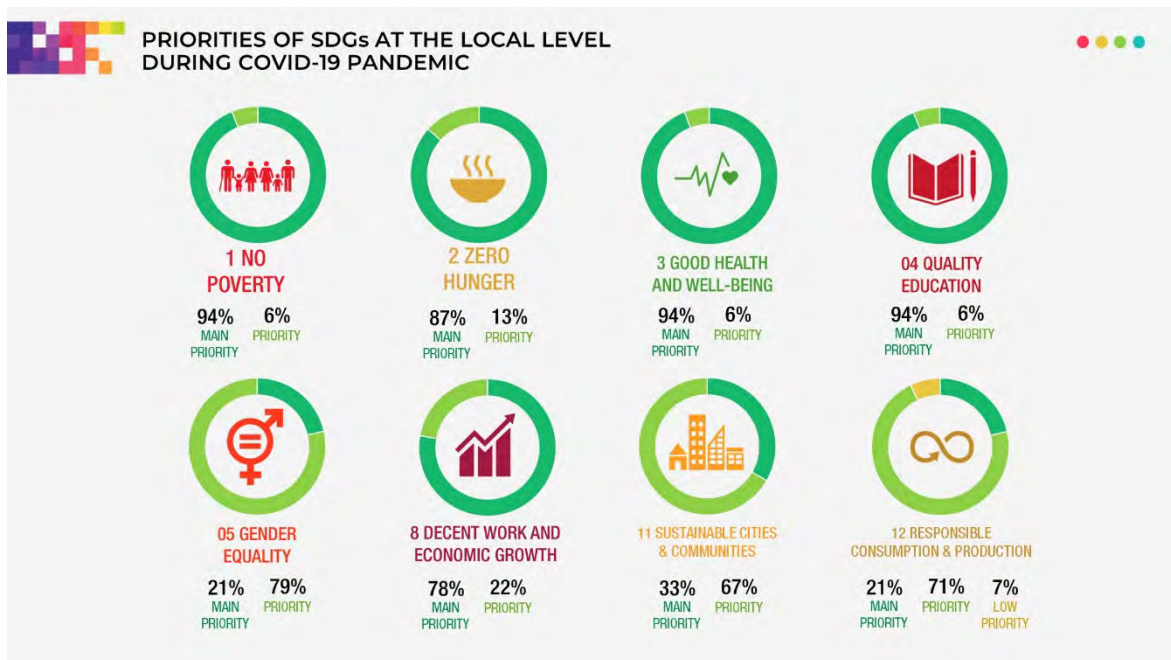 PRIORITIES OF SDGs AT THE LOCAL LEVEL
DURING COVID-19 PANDEMIC
1 NO
POVERTY
94% 6%
MAIN PRIORITY
PRIORITY
2 ZERO
HUNGER
87% 13%
MAIN PRIORITY
PRIORITY
3 GOOD HEALTH
AND WELL-BEING
94% 6%
MAIN PRIORITY
PRIORITY
04 QUALITY
EDUCATION
94% 6%
MAIN PRIORITY
PRIORITY
05 GENDER
EQUALITY
21% 79%
MAIN PRIORITY
PRIORITY
8 DECENT WORK AND
ECONOMIC GROWTH
78% 22%
MAIN PRIORITY
PRIORITY
11 SUSTAINABLE CITIES
& COMMUNITIES
33% 67%
MAIN PRIORITY
PRIORITY
12 RESPONSIBLE
CONSUMPTION & PRODUCTION
21% 71% 7%
MAIN PRIORITY LOW
PRIORITY PRIORITY